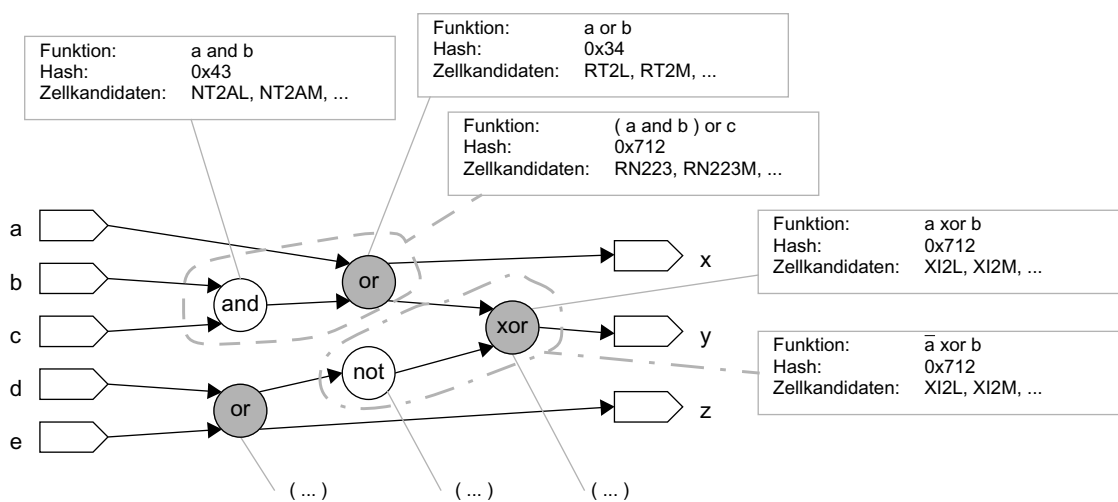 Funktion: a and b
Hash: 0x43
Zellkandidaten: NT2AL, NT2AM, ...
Funktion: a or b
Hash: 0x34
Zellkandidaten: RT2L, RT2M, ...
Funktion: ( a and b ) or c
Hash: 0x712
Zellkandidaten: RN223, RN223M, ...
Funktion: a xor b
Hash: 0x712
Zellkandidaten: XI2L, XI2M, ...
Funktion: a̅ xor b
Hash: 0x712
Zellkandidaten: XI2L, XI2M, ...
a
b
c
d
e
and
or
or
not
xor
x
y
z
( ... )
( ... )
( ... )